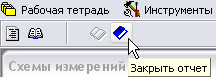 Рабочая тетрадь Инструменты
Схемы измерений
Закрыть отчет